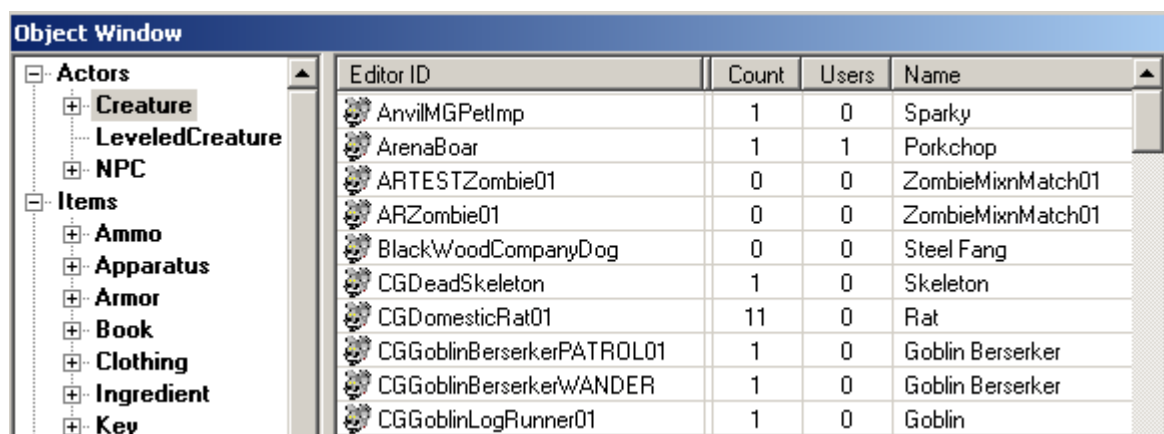 Object Window
Actors
Creature
LeveledCreature
NPC
Items
Ammo
Apparatus
Armor
Book
Clothing
Ingredient
Key
Editor ID Count Users Name
AnvilMGPetImp 1 0 Sparky
ArenaBoar 1 1 Porkchop
ARTESTZombie01 0 0 ZombieMixnMatch01
ARZombie01 0 0 ZombieMixnMatch01
BlackWoodCompanyDog 0 0 Steel Fang
CGDeadSkeleton 1 0 Skeleton
CGDomesticRat01 11 0 Rat
CGGoblinBerserkerPATROL01 1 0 Goblin Berserker
CGGoblinBerserkerWANDER 1 0 Goblin Berserker
CGGoblinLogRunner01 1 0 Goblin